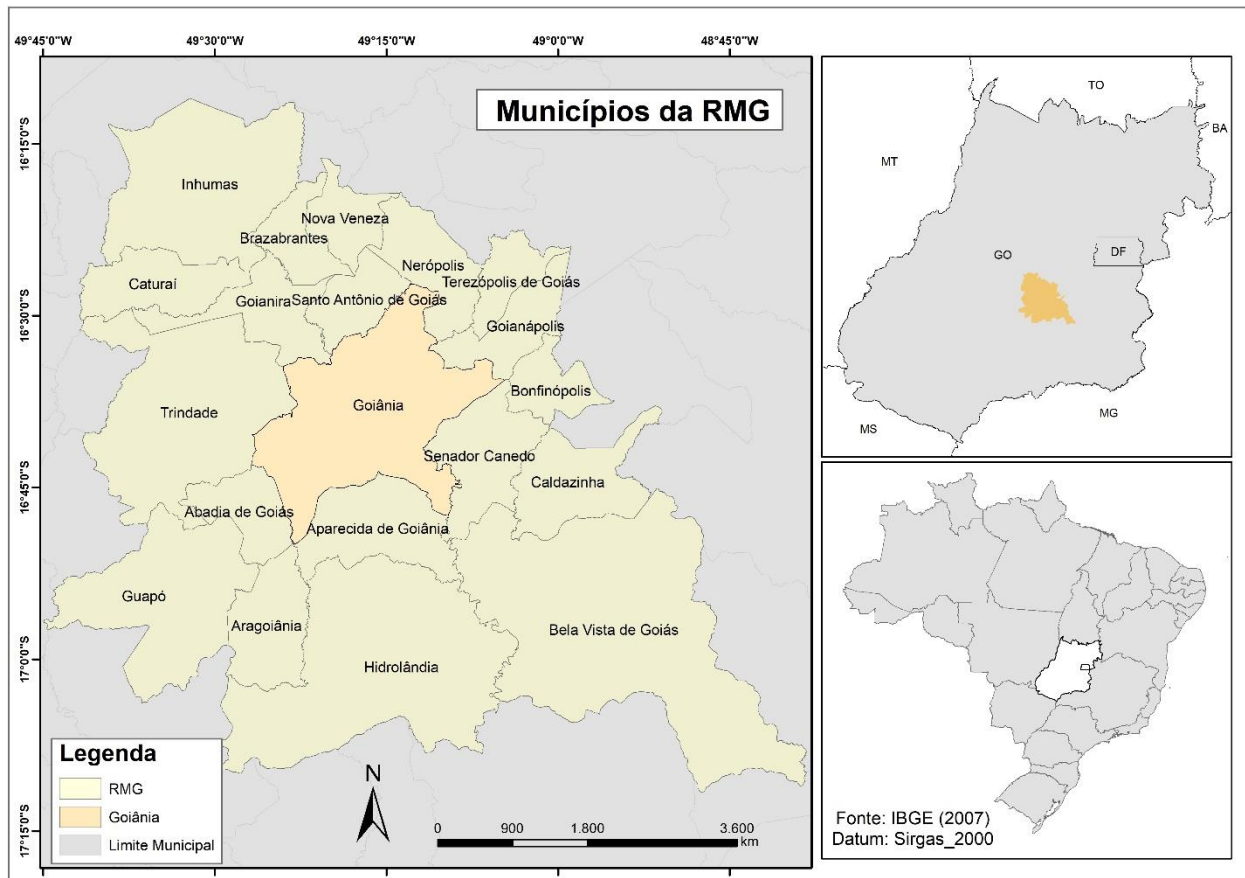 49°45'0"W 49°30'0"W 49°15'0"W 49°0'0"W 48°45'0"W
16°15'0"S
16°30'0"S
16°45'0"S
17°0'0"S
17°15'0"S
Municípios da RMG
Inhumas
Nova Veneza
Brazabrantes
Nerópolis
Caturaí
Terezópolis de Goiás
Goianira
Santo Antônio de Goiás
Goianápolis
Bonfinópolis
Goiânia
Trindade
Senador Canedo
Caldazinha
Abadia de Goiás
Aparecida de Goiânia
Guapó
Aragoiânia
Bela Vista de Goiás
Hidrolândia
Legenda
RMG
Goiânia
Limite Municipal
N
0 900 1.800 3.600
km
TO
BA
MT
GO
DF
MG
MS
Fonte: IBGE (2007)
Datum: Sirgas_2000